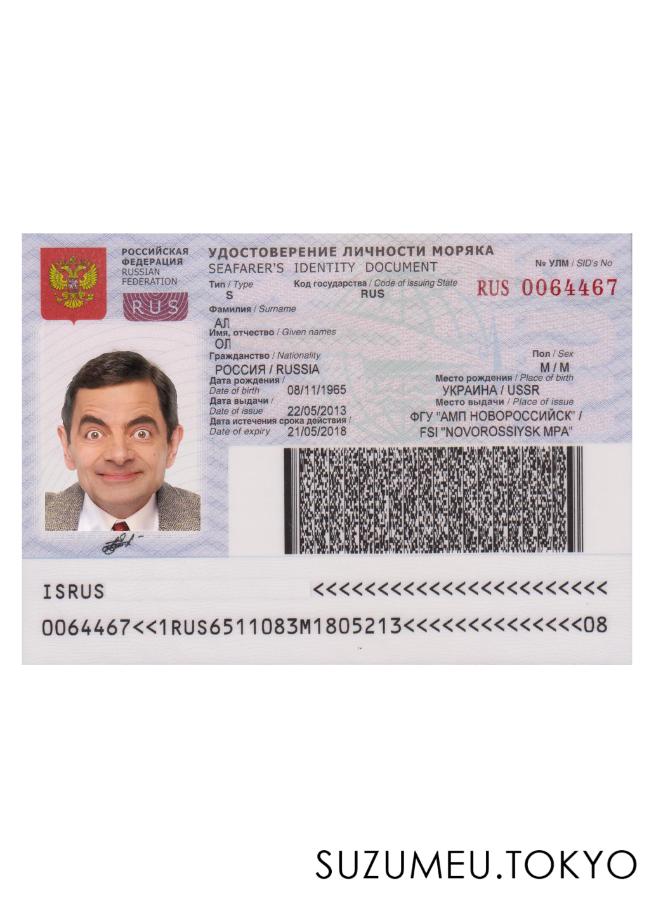 РОССИЙСКАЯ
ФЕДЕРАЦИЯ
RUSSIAN
FEDERATION
RUS
УДОСТОВЕРЕНИЕ ЛИЧНОСТИ МОРЯКА
SEAFARER'S IDENTITY DOCUMENT
№ УЛМ / SID's No
Тип / Type
Код государства / Code of issuing State
S
RUS
RUS 0064467
Фамилия / Surname
АЛ
Имя, отчество / Given names
ОЛ
Гражданство / Nationality
Пол / Sex
РОССИЯ / RUSSIA
М / M
Дата рождения /
Date of birth
08/11/1965
Место рождения / Place of birth
УКРАИНА / USSR
Дата выдачи /
Date of issue
22/05/2013
Место выдачи / Place of issue
ФГУ "АМП НОВОРОССИЙСК" /
Дата истечения срока действия /
Date of expiry
21/05/2018
FSI "NOVOROSSIYSK MPA"
ISRUS <<<<<<<<<<<<<<<<<<<<<<<
0064467<<1RUS6511083M1805213<<<<<<<<<<<<<<08
SUZUMEU.TOKYO